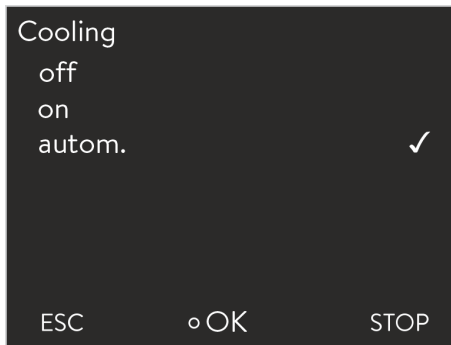 Cooling
off
on
autom. ✓
ESC ○ OK STOP